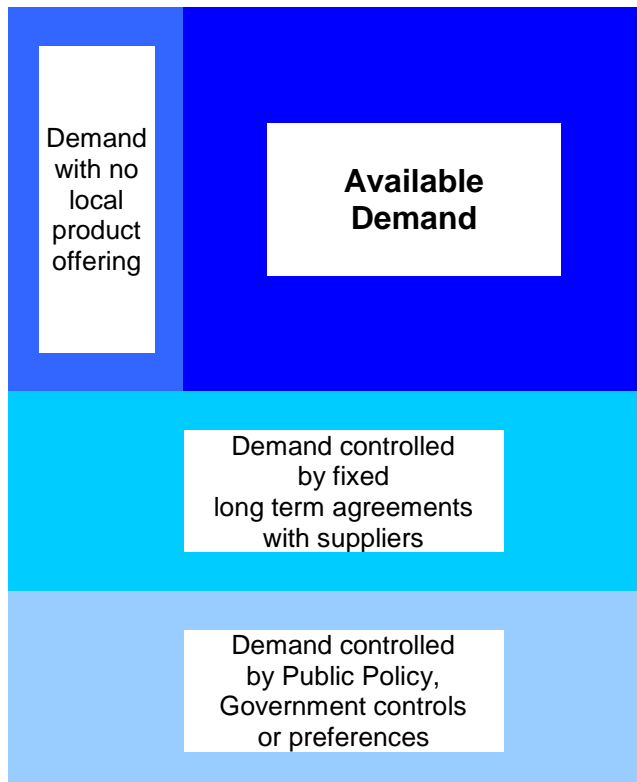 Demand
with no
local
product
offering
Available
Demand
Demand controlled
by fixed
long term agreements
with suppliers
Demand controlled
by Public Policy,
Government controls
or preferences